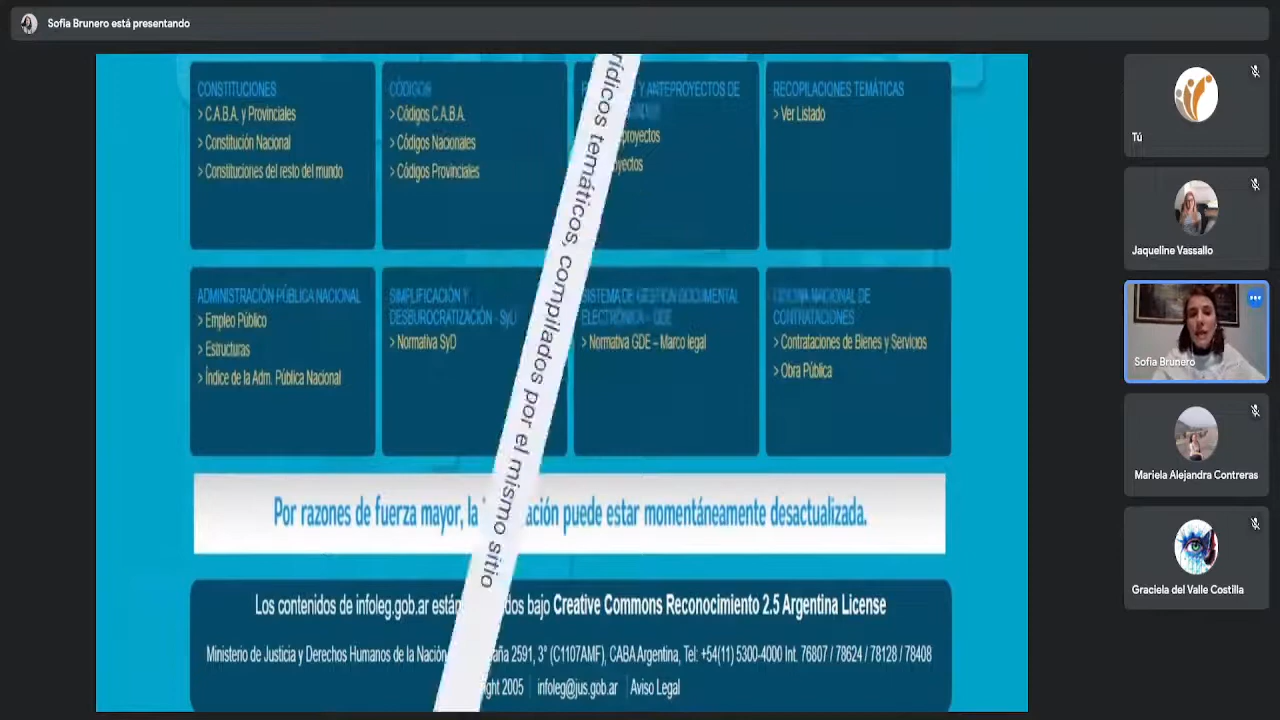 Sofia Brunero está presentando
CONSTITUCIONES
> C.A.B.A. y Provinciales
> Constitución Nacional
> Constituciones del resto del mundo
CÓDIGOS
> Códigos C.A.B.A.
> Códigos Nacionales
> Códigos Provinciales
Y ANTEPROYECTOS DE
proyectos
yectos
RECOPILACIONES TEMÁTICAS
> Ver Listado
ADMINISTRACIÓN PÚBLICA NACIONAL
> Empleo Público
> Estructuras
> Índice de la Adm. Pública Nacional
SIMPLIFICACIÓN Y
DESBUROCRATIZACIÓN - SyD
> Normativa SyD
SISTEMA DE GESTION DOCUMENTAL
ELECTRÓNICA - GDE
> Normativa GDE – Marco legal
OFICINA NACIONAL DE
CONTRATACIONES
> Contrataciones de Bienes y Servicios
> Obra Pública
rídicos temáticos, compilados por el mismo sitio
Por razones de fuerza mayor, la ación puede estar momentáneamente desactualizada.
Los contenidos de infoleg.gob.ar están dos bajo Creative Commons Reconocimiento 2.5 Argentina License
Ministerio de Justicia y Derechos Humanos de la Nación aña 2591, 3° (C1107AMF), CABA Argentina, Tel: +54(11) 5300-4000 Int. 76807 / 78624 / 78128 / 78408
ght 2005 infoleg@jus.gob.ar Aviso Legal
Tú
Jaqueline Vassallo
Sofia Brunero
Mariela Alejandra Contreras
Graciela del Valle Costilla